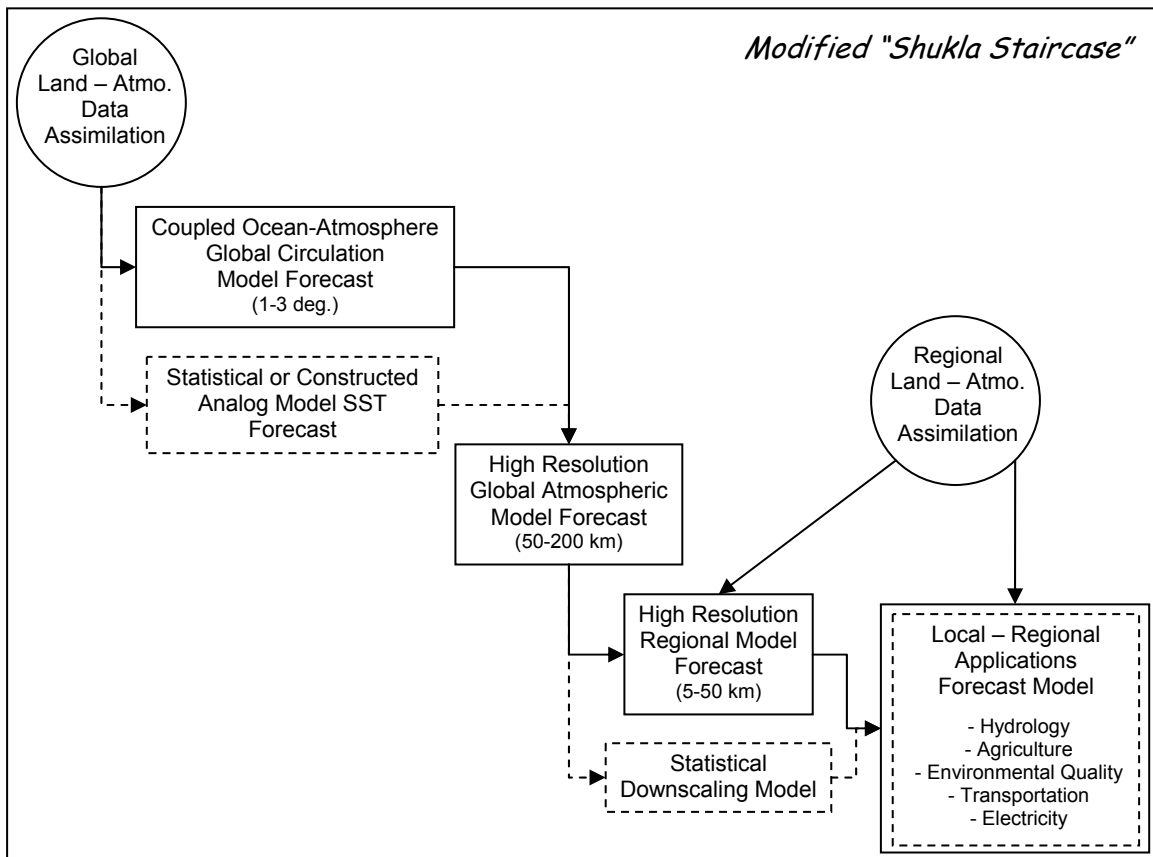 Modified "Shukla Staircase"
Global
Land – Atmo.
Data
Assimilation
Coupled Ocean-Atmosphere
Global Circulation
Model Forecast
(1-3 deg.)
Statistical or Constructed
Analog Model SST
Forecast
High Resolution
Global Atmospheric
Model Forecast
(50-200 km)
Regional
Land – Atmo.
Data
Assimilation
High Resolution
Regional Model
Forecast
(5-50 km)
Statistical
Downscaling Model
Local – Regional
Applications
Forecast Model
- Hydrology
- Agriculture
- Environmental Quality
- Transportation
- Electricity